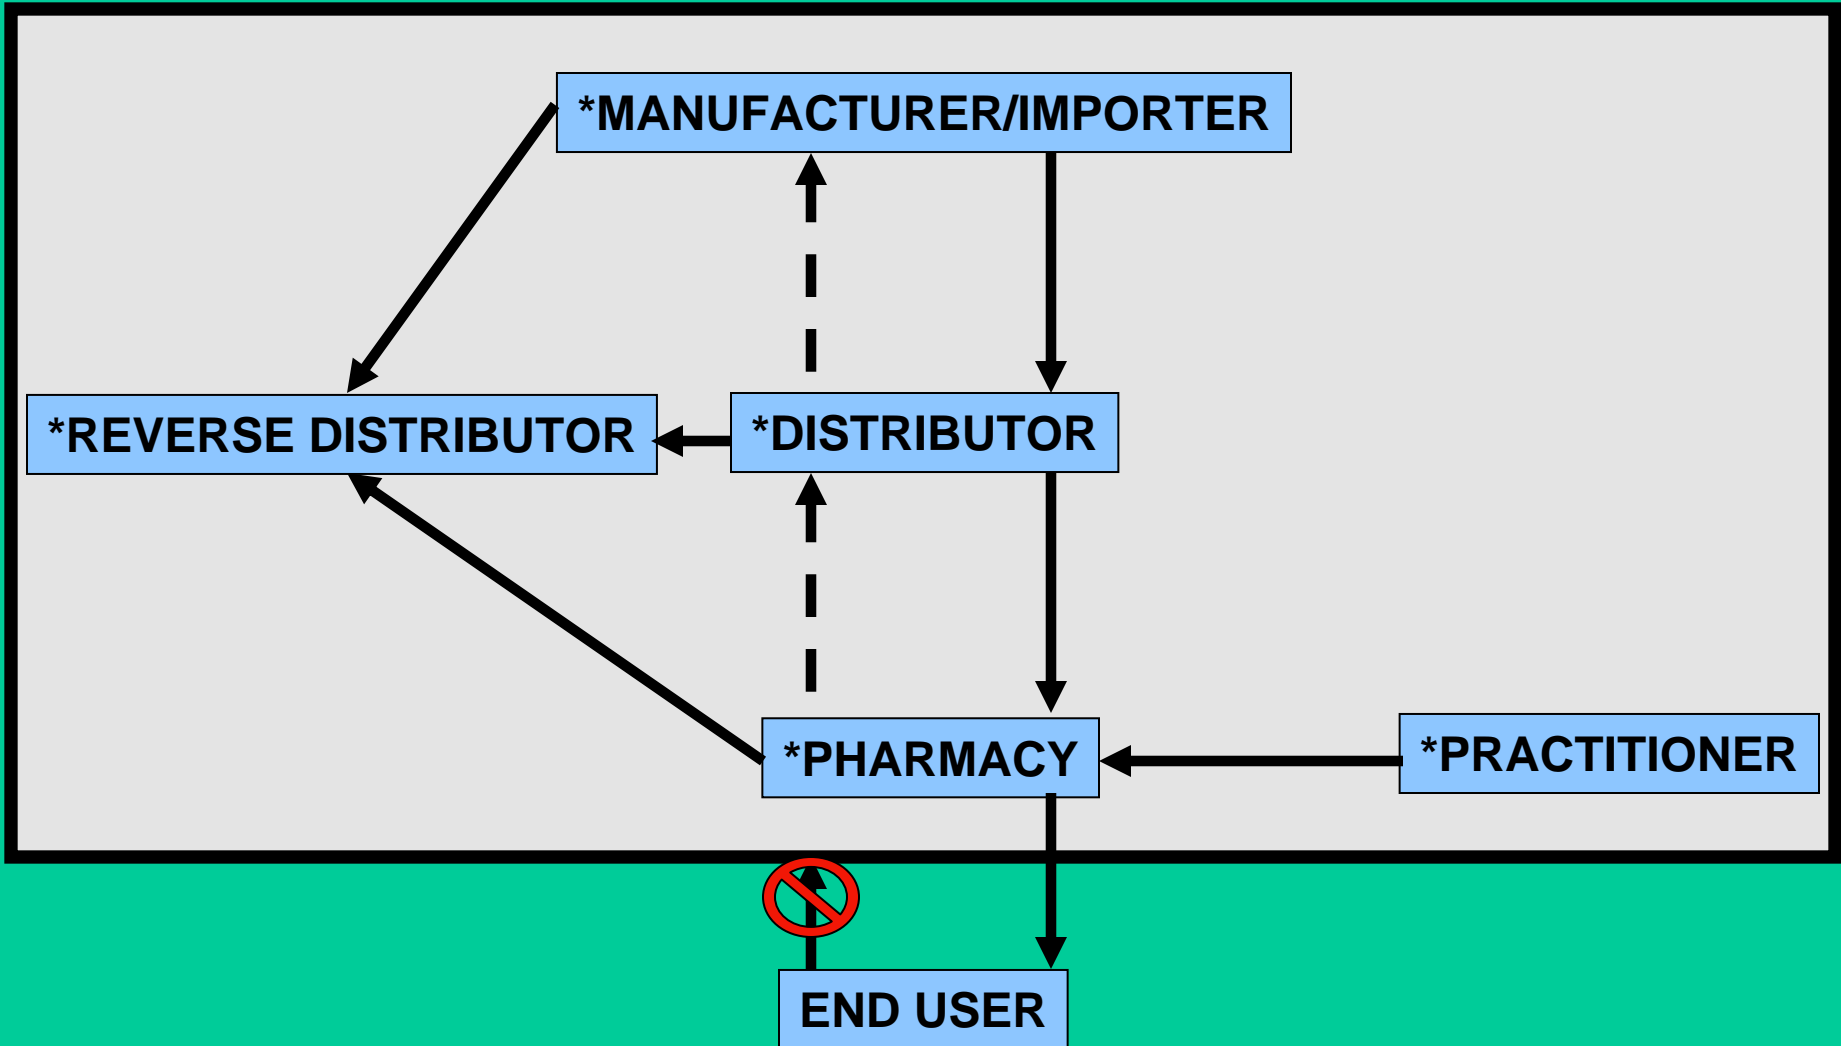 *MANUFACTURER/IMPORTER
*REVERSE DISTRIBUTOR
*DISTRIBUTOR
*PHARMACY
*PRACTITIONER
END USER